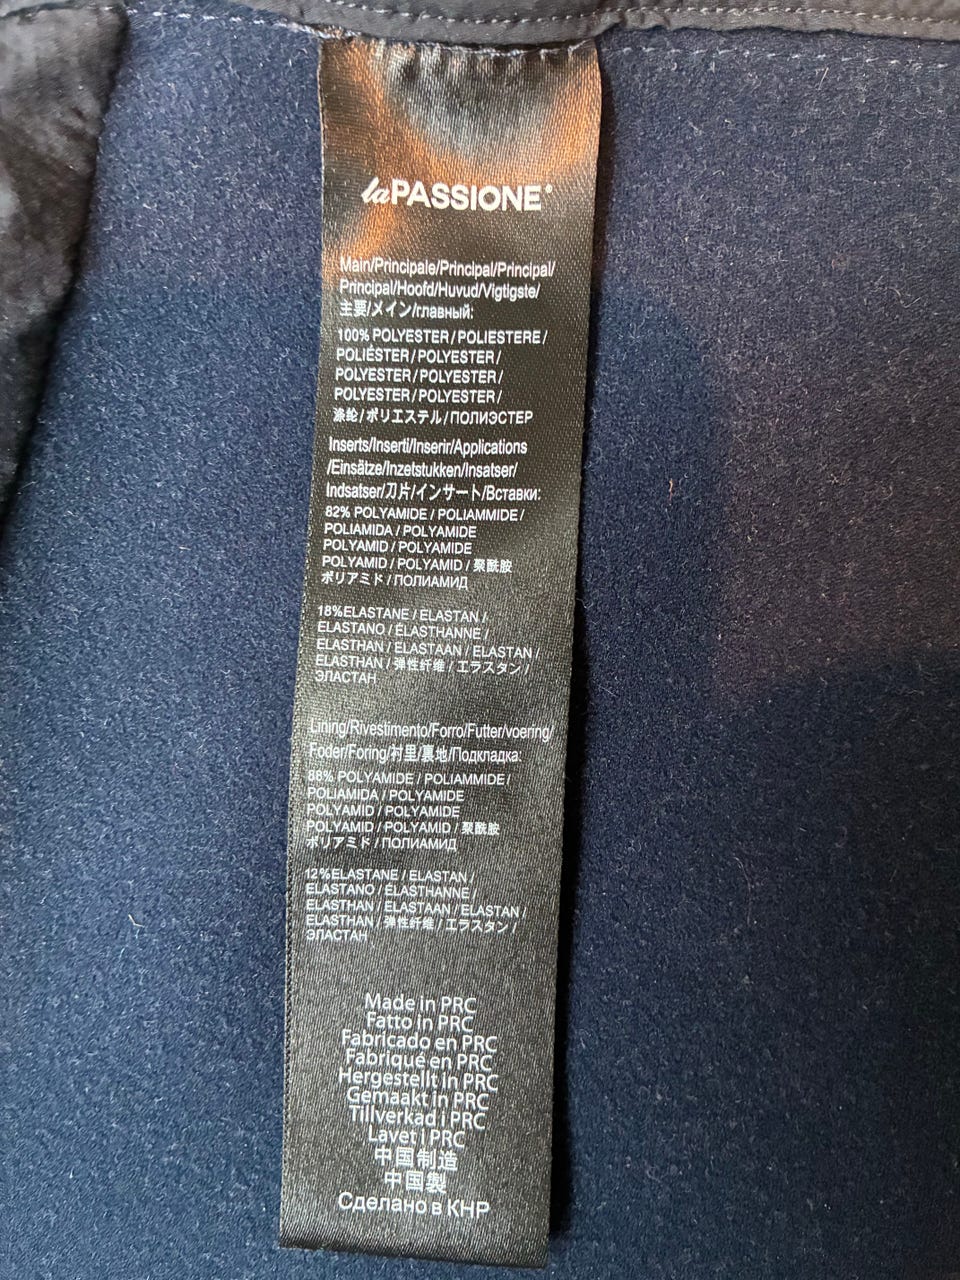 laPASSIONE®
Main/Principale/Principal/Principal/
Principal/Hoofd/Huvud/Vigtigste/
主要/メイン/главный:
100% POLYESTER / POLIESTERE /
POLIÉSTER / POLYESTER /
POLYESTER / POLYESTER /
POLYESTER / POLYESTER /
涤纶 / ポリエステル / ПОЛИЭСТЕР
Inserts/Inserti/Inserir/Applications
/Einsätze/Inzetstukken/Insatser/
Indsatser/刀片/インサート/Вставки:
82% POLYAMIDE / POLIAMMIDE /
POLIAMIDA / POLYAMIDE
POLYAMID / POLYAMIDE
POLYAMID / POLYAMID / 聚酰胺
ポリアミド / ПОЛИАМИД
18%ELASTANE / ELASTAN /
ELASTANO / ÉLASTHANNE /
ELASTHAN / ELASTAAN / ELASTAN /
ELASTHAN / 弹性纤维 / エラスタン /
ЭЛАСТАН
Lining/Rivestimento/Forro/Futter/voering/
Foder/Foring/衬里/裏地/Подкладка:
88% POLYAMIDE / POLIAMMIDE /
POLIAMIDA / POLYAMIDE
POLYAMID / POLYAMIDE
POLYAMID / POLYAMID / 聚酰胺
ポリアミド / ПОЛИАМИД
12%ELASTANE / ELASTAN /
ELASTANO / ÉLASTHANNE /
ELASTHAN / ELASTAAN / ELASTAN /
ELASTHAN / 弹性纤维 / エラスタン /
ЭЛАСТАН
Made in PRC
Fatto in PRC
Fabricado en PRC
Fabriqué en PRC
Hergestellt in PRC
Gemaakt in PRC
Tillverkad i PRC
Lavet i PRC
中国制造
中国製
Сделано в КНР